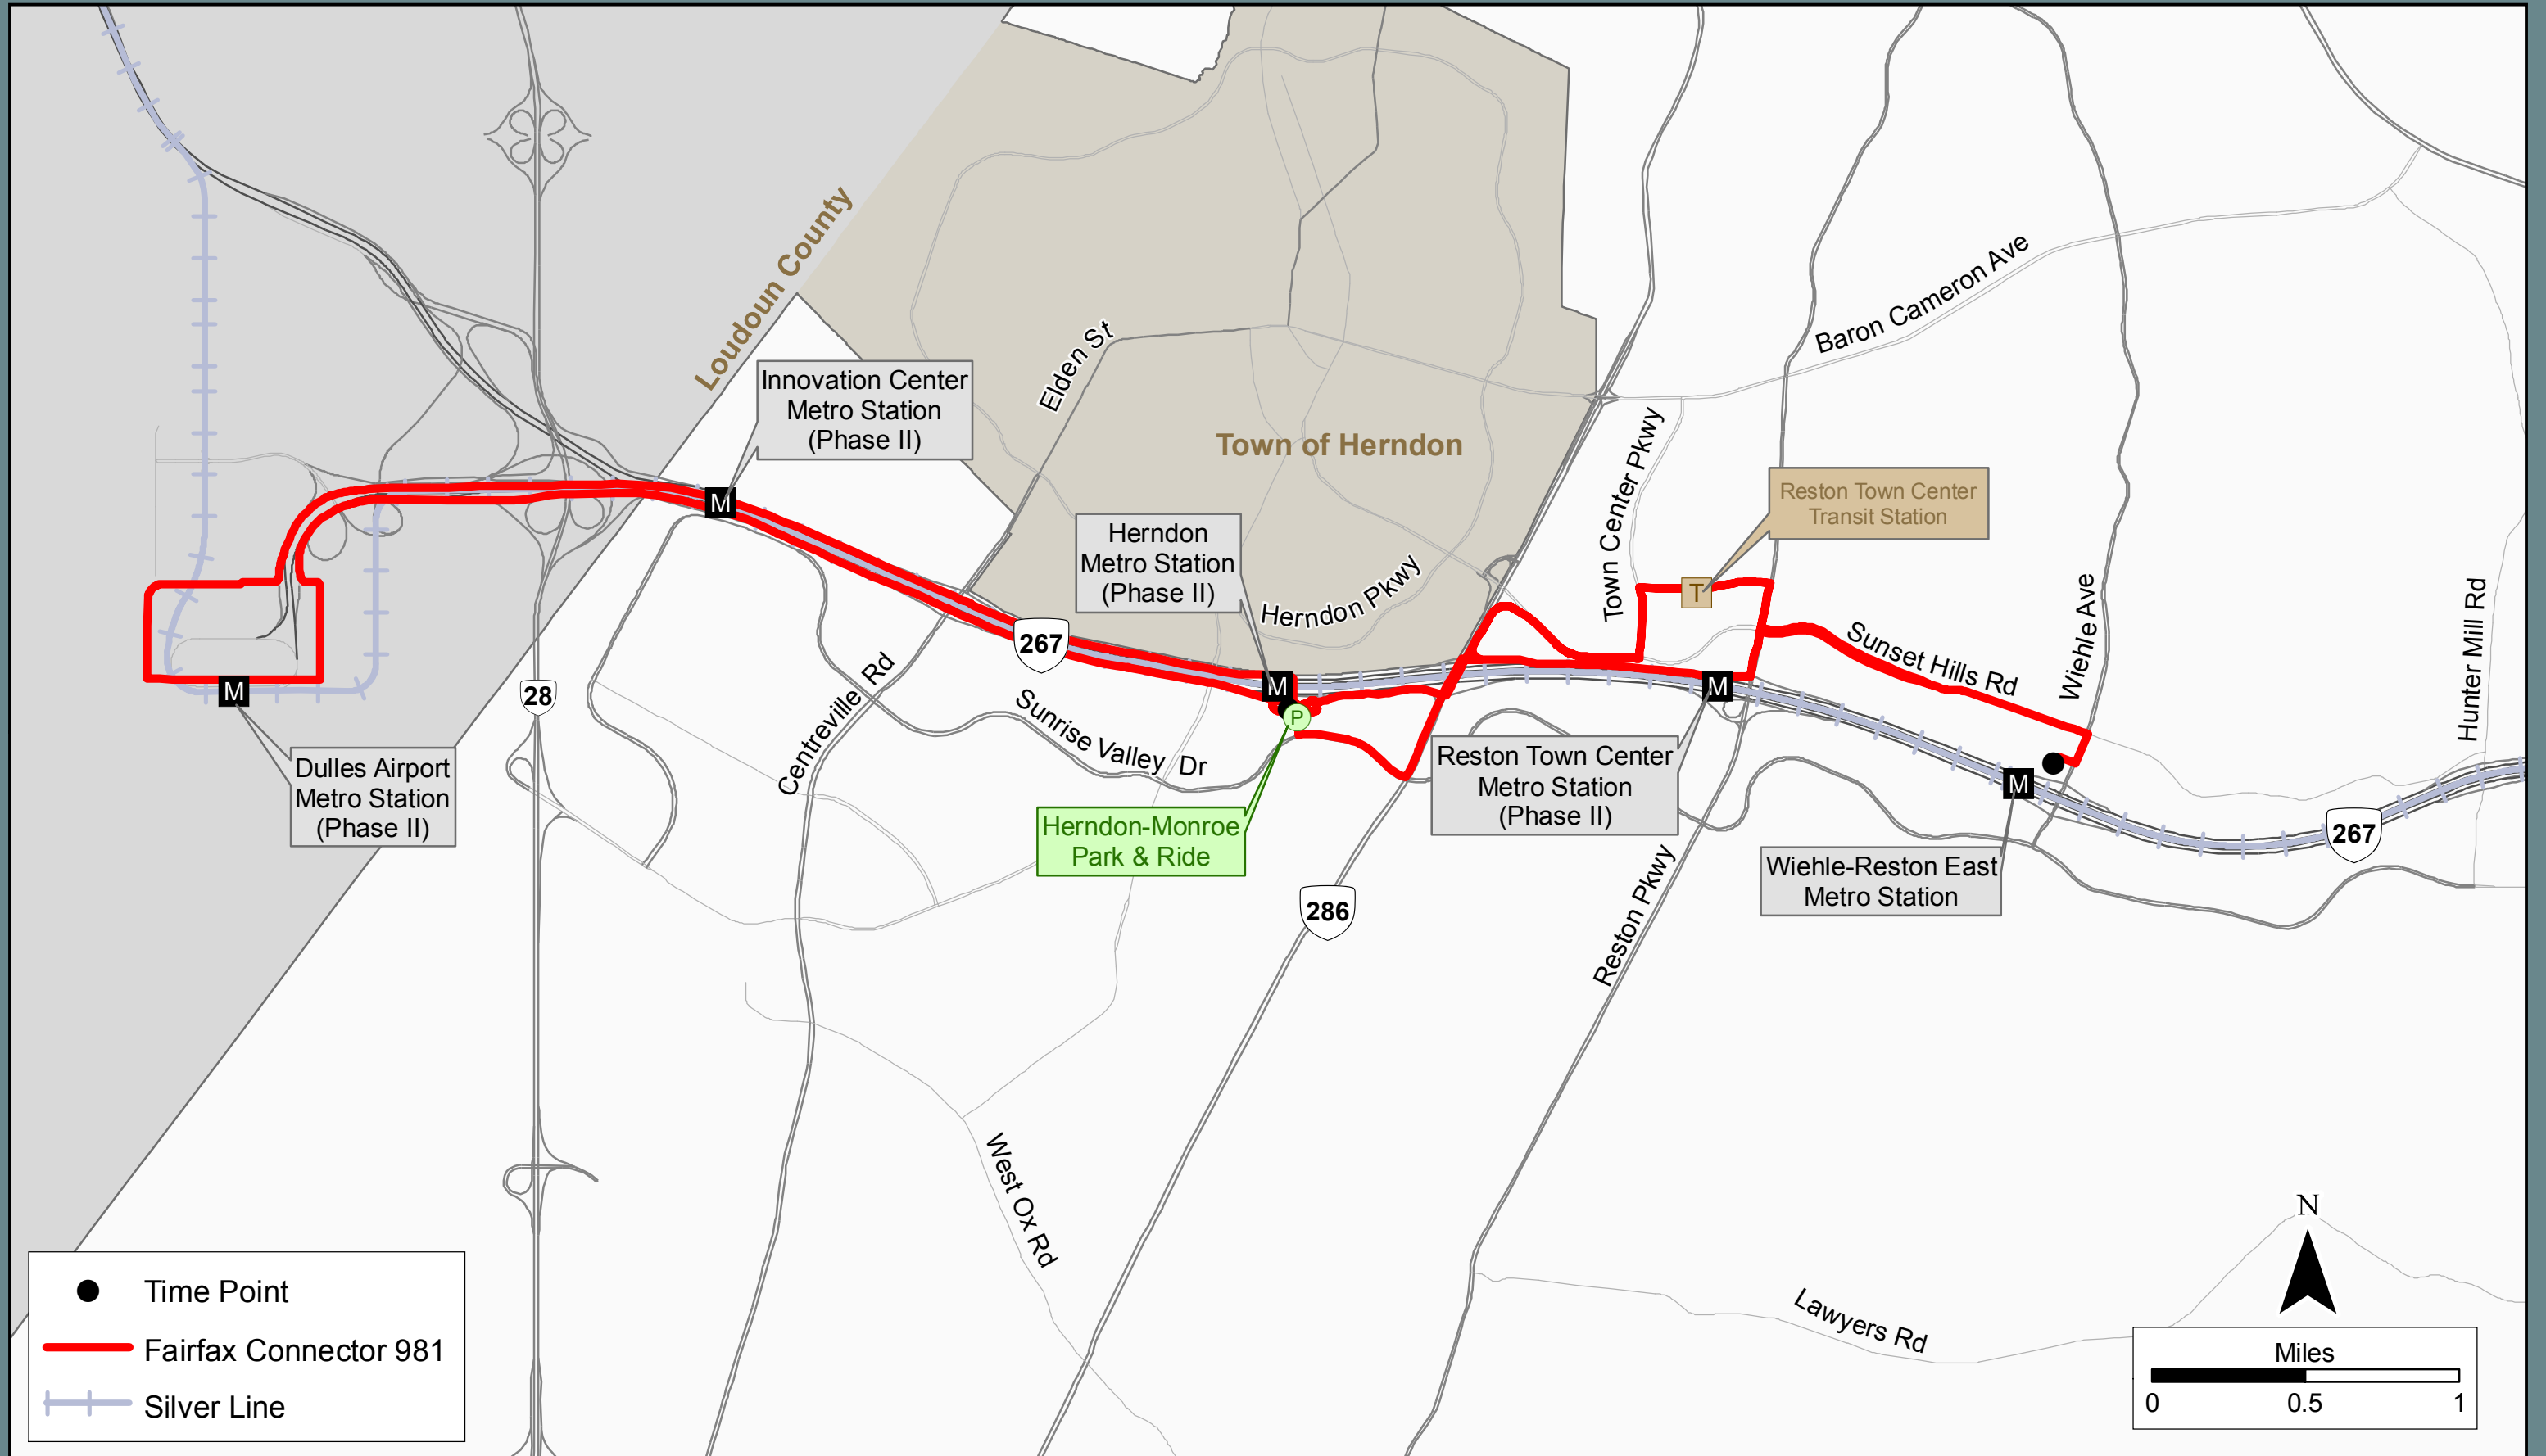 Loudoun County
Innovation Center
Metro Station
(Phase II)
M
Elden St
Town of Herndon
Baron Cameron Ave
Town Center Pkwy
Reston Town Center
Transit Station
T
Herndon
Metro Station
(Phase II)
M
Herndon Pkwy
267
Sunset Hills Rd
Wiehle Ave
Hunter Mill Rd
M
Dulles Airport
Metro Station
(Phase II)
28
Centreville Rd
Sunrise Valley Dr
P
Herndon-Monroe
Park & Ride
M
Reston Town Center
Metro Station
(Phase II)
M
Wiehle-Reston East
Metro Station
267
286
Reston Pkwy
West Ox Rd
Lawyers Rd
Time Point
Fairfax Connector 981
Silver Line
N
Miles
0 0.5 1